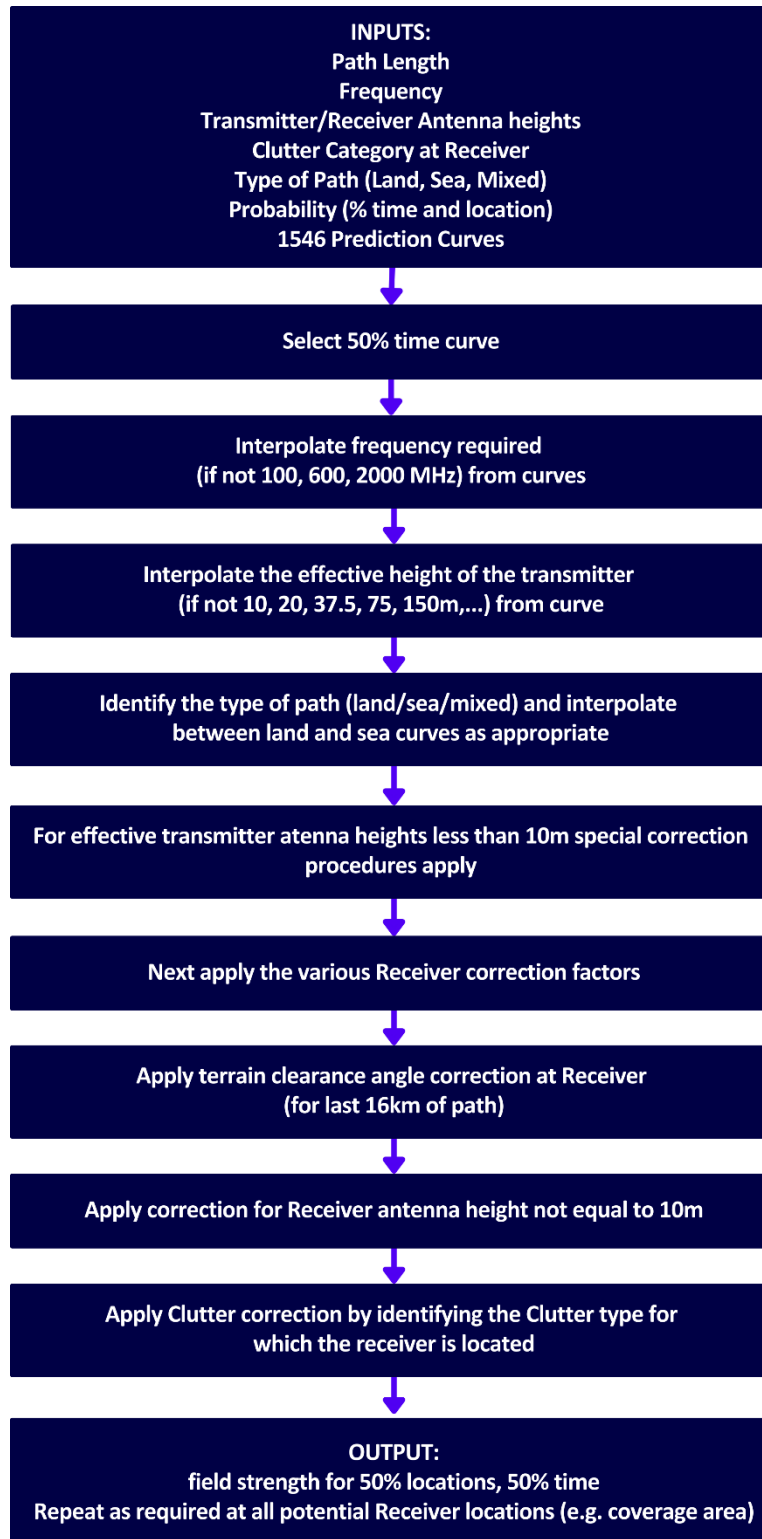 INPUTS:
Path Length
Frequency
Transmitter/Receiver Antenna heights
Clutter Category at Receiver
Type of Path (Land, Sea, Mixed)
Probability (% time and location)
1546 Prediction Curves
Select 50% time curve
Interpolate frequency required
(if not 100, 600, 2000 MHz) from curves
Interpolate the effective height of the transmitter
(if not 10, 20, 37.5, 75, 150m,...) from curve
Identify the type of path (land/sea/mixed) and interpolate
between land and sea curves as appropriate
For effective transmitter atenna heights less than 10m special correction
procedures apply
Next apply the various Receiver correction factors
Apply terrain clearance angle correction at Receiver
(for last 16km of path)
Apply correction for Receiver antenna height not equal to 10m
Apply Clutter correction by identifying the Clutter type for
which the receiver is located
OUTPUT:
field strength for 50% locations, 50% time
Repeat as required at all potential Receiver locations (e.g. coverage area)